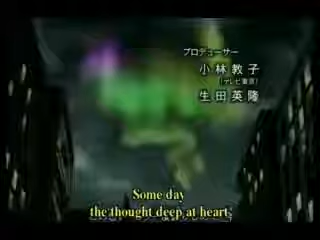 プロデューサー
小林教子
(テレビ東京)
生田英隆
Some day
the thought deep at heart